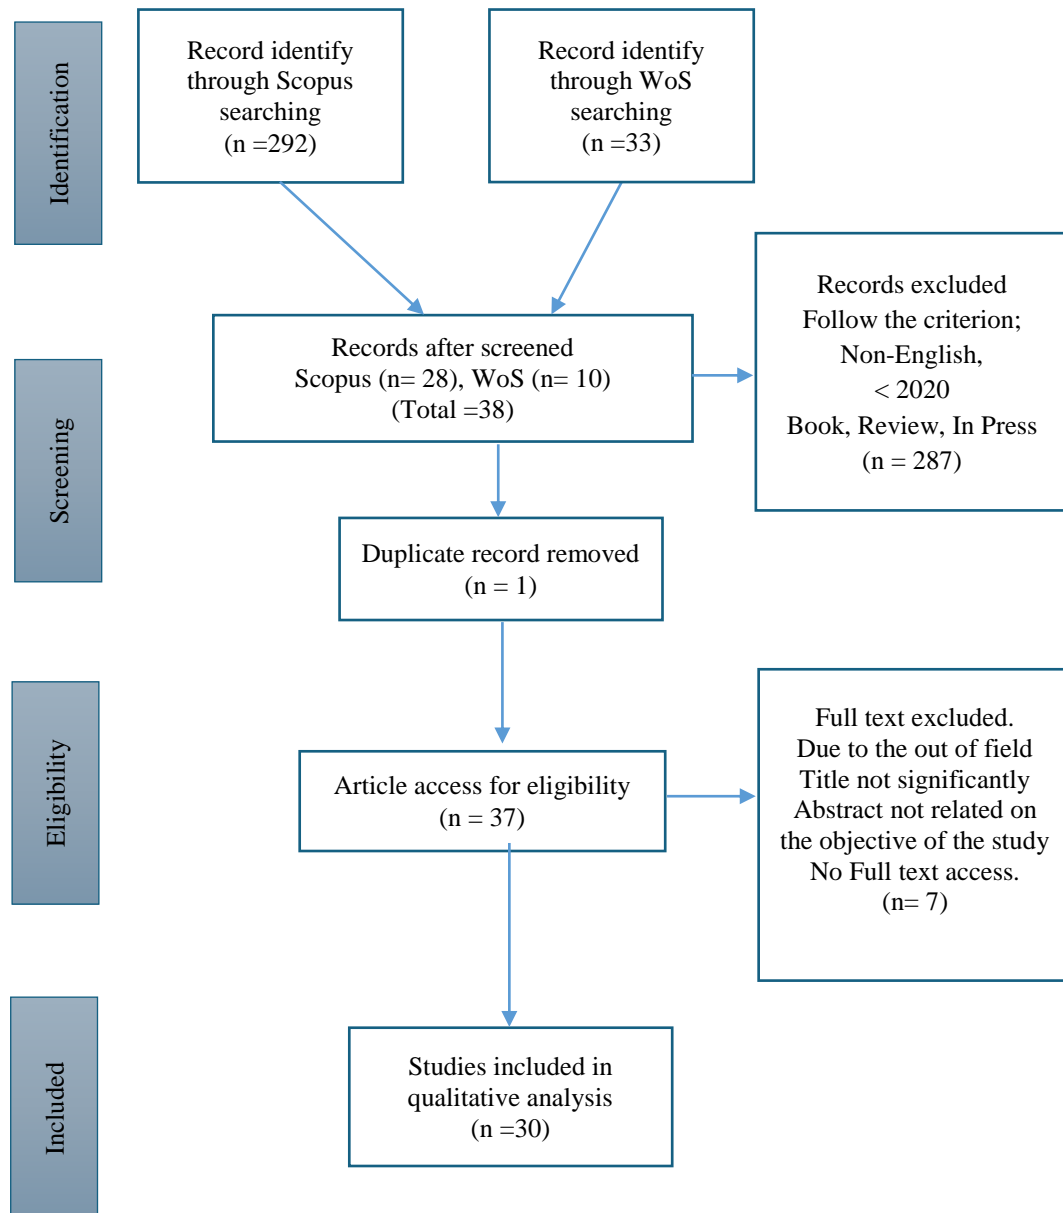 Identification
Record identify
through Scopus
searching
(n =292)
Record identify
through WoS
searching
(n =33)
Records excluded
Follow the criterion;
Non-English,
< 2020
Book, Review, In Press
(n = 287)
Screening
Records after screened
Scopus (n= 28), WoS (n= 10)
(Total =38)
Duplicate record removed
(n = 1)
Eligibility
Article access for eligibility
(n = 37)
Full text excluded.
Due to the out of field
Title not significantly
Abstract not related on
the objective of the study
No Full text access.
(n= 7)
Included
Studies included in
qualitative analysis
(n =30)